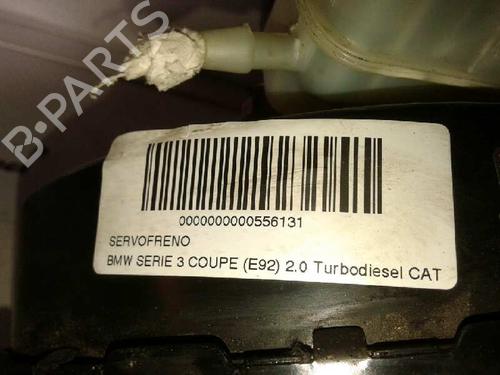 B-PARTS
0000000000556131
SERVOFRENO
BMW SERIE 3 COUPE (E92) 2.0 Turbodiesel CAT